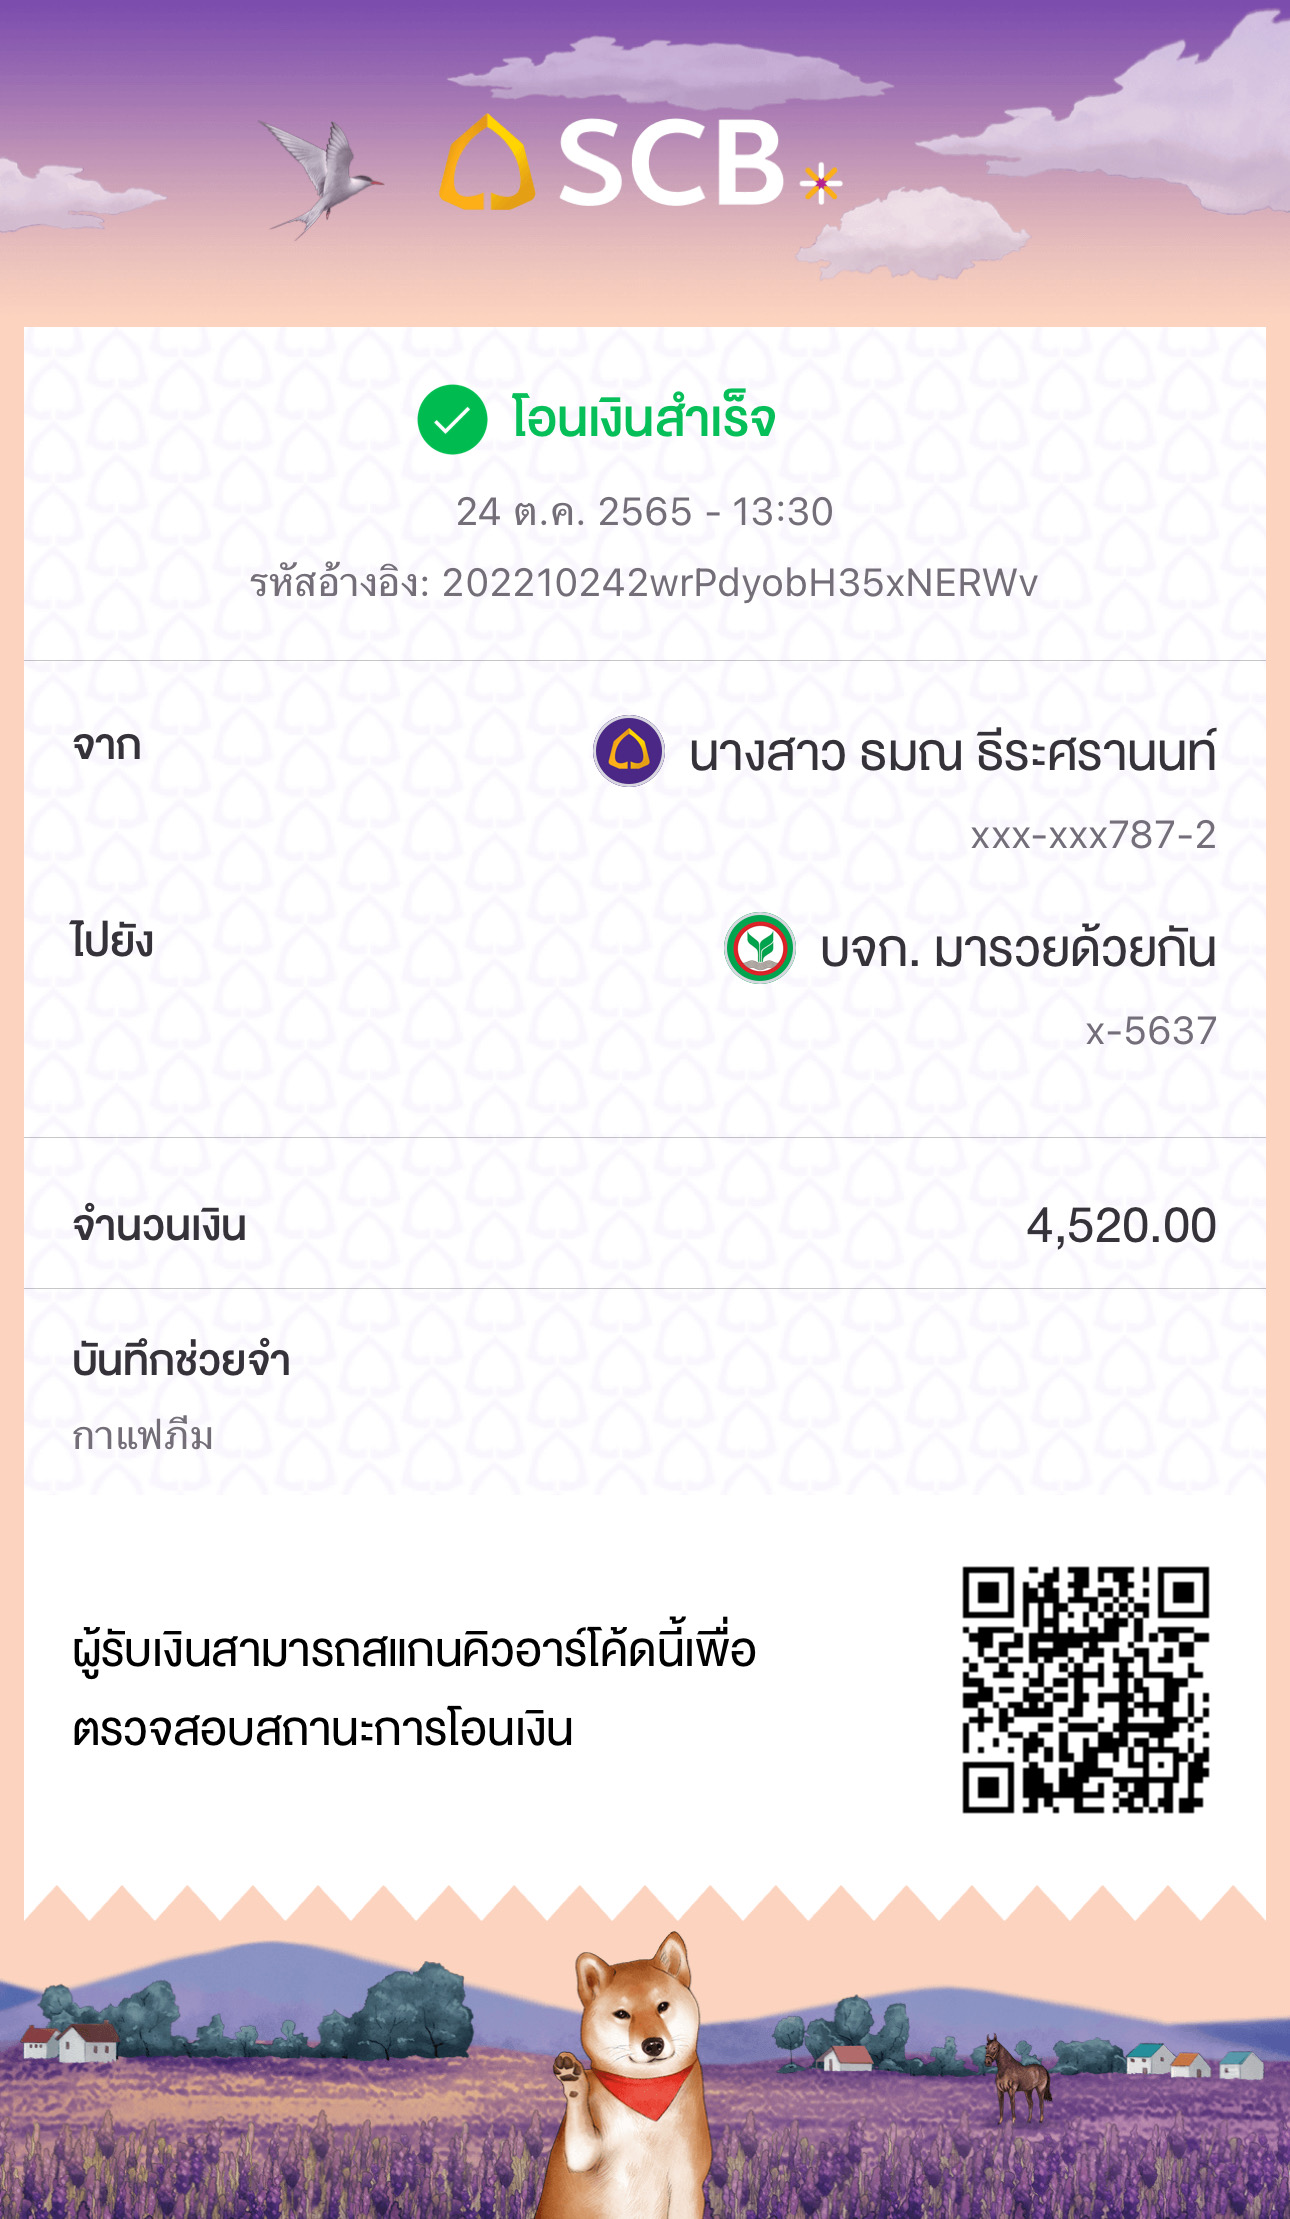 SCB
โอนเงินสำเร็จ
24 ต.ค. 2565 - 13:30
รหัสอ้างอิง: 202210242wrPdyobH35xNERWv
จาก
นางสาว ธมณ ธีระศรานนท์
xxx-xxx787-2
ไปยัง
บจก. มารวยด้วยกัน
x-5637
จำนวนเงิน 4,520.00
บันทึกช่วยจำ
กาแฟภีม
ผู้รับเงินสามารถสแกนคิวอาร์โค้ดนี้เพื่อ
ตรวจสอบสถานะการโอนเงิน